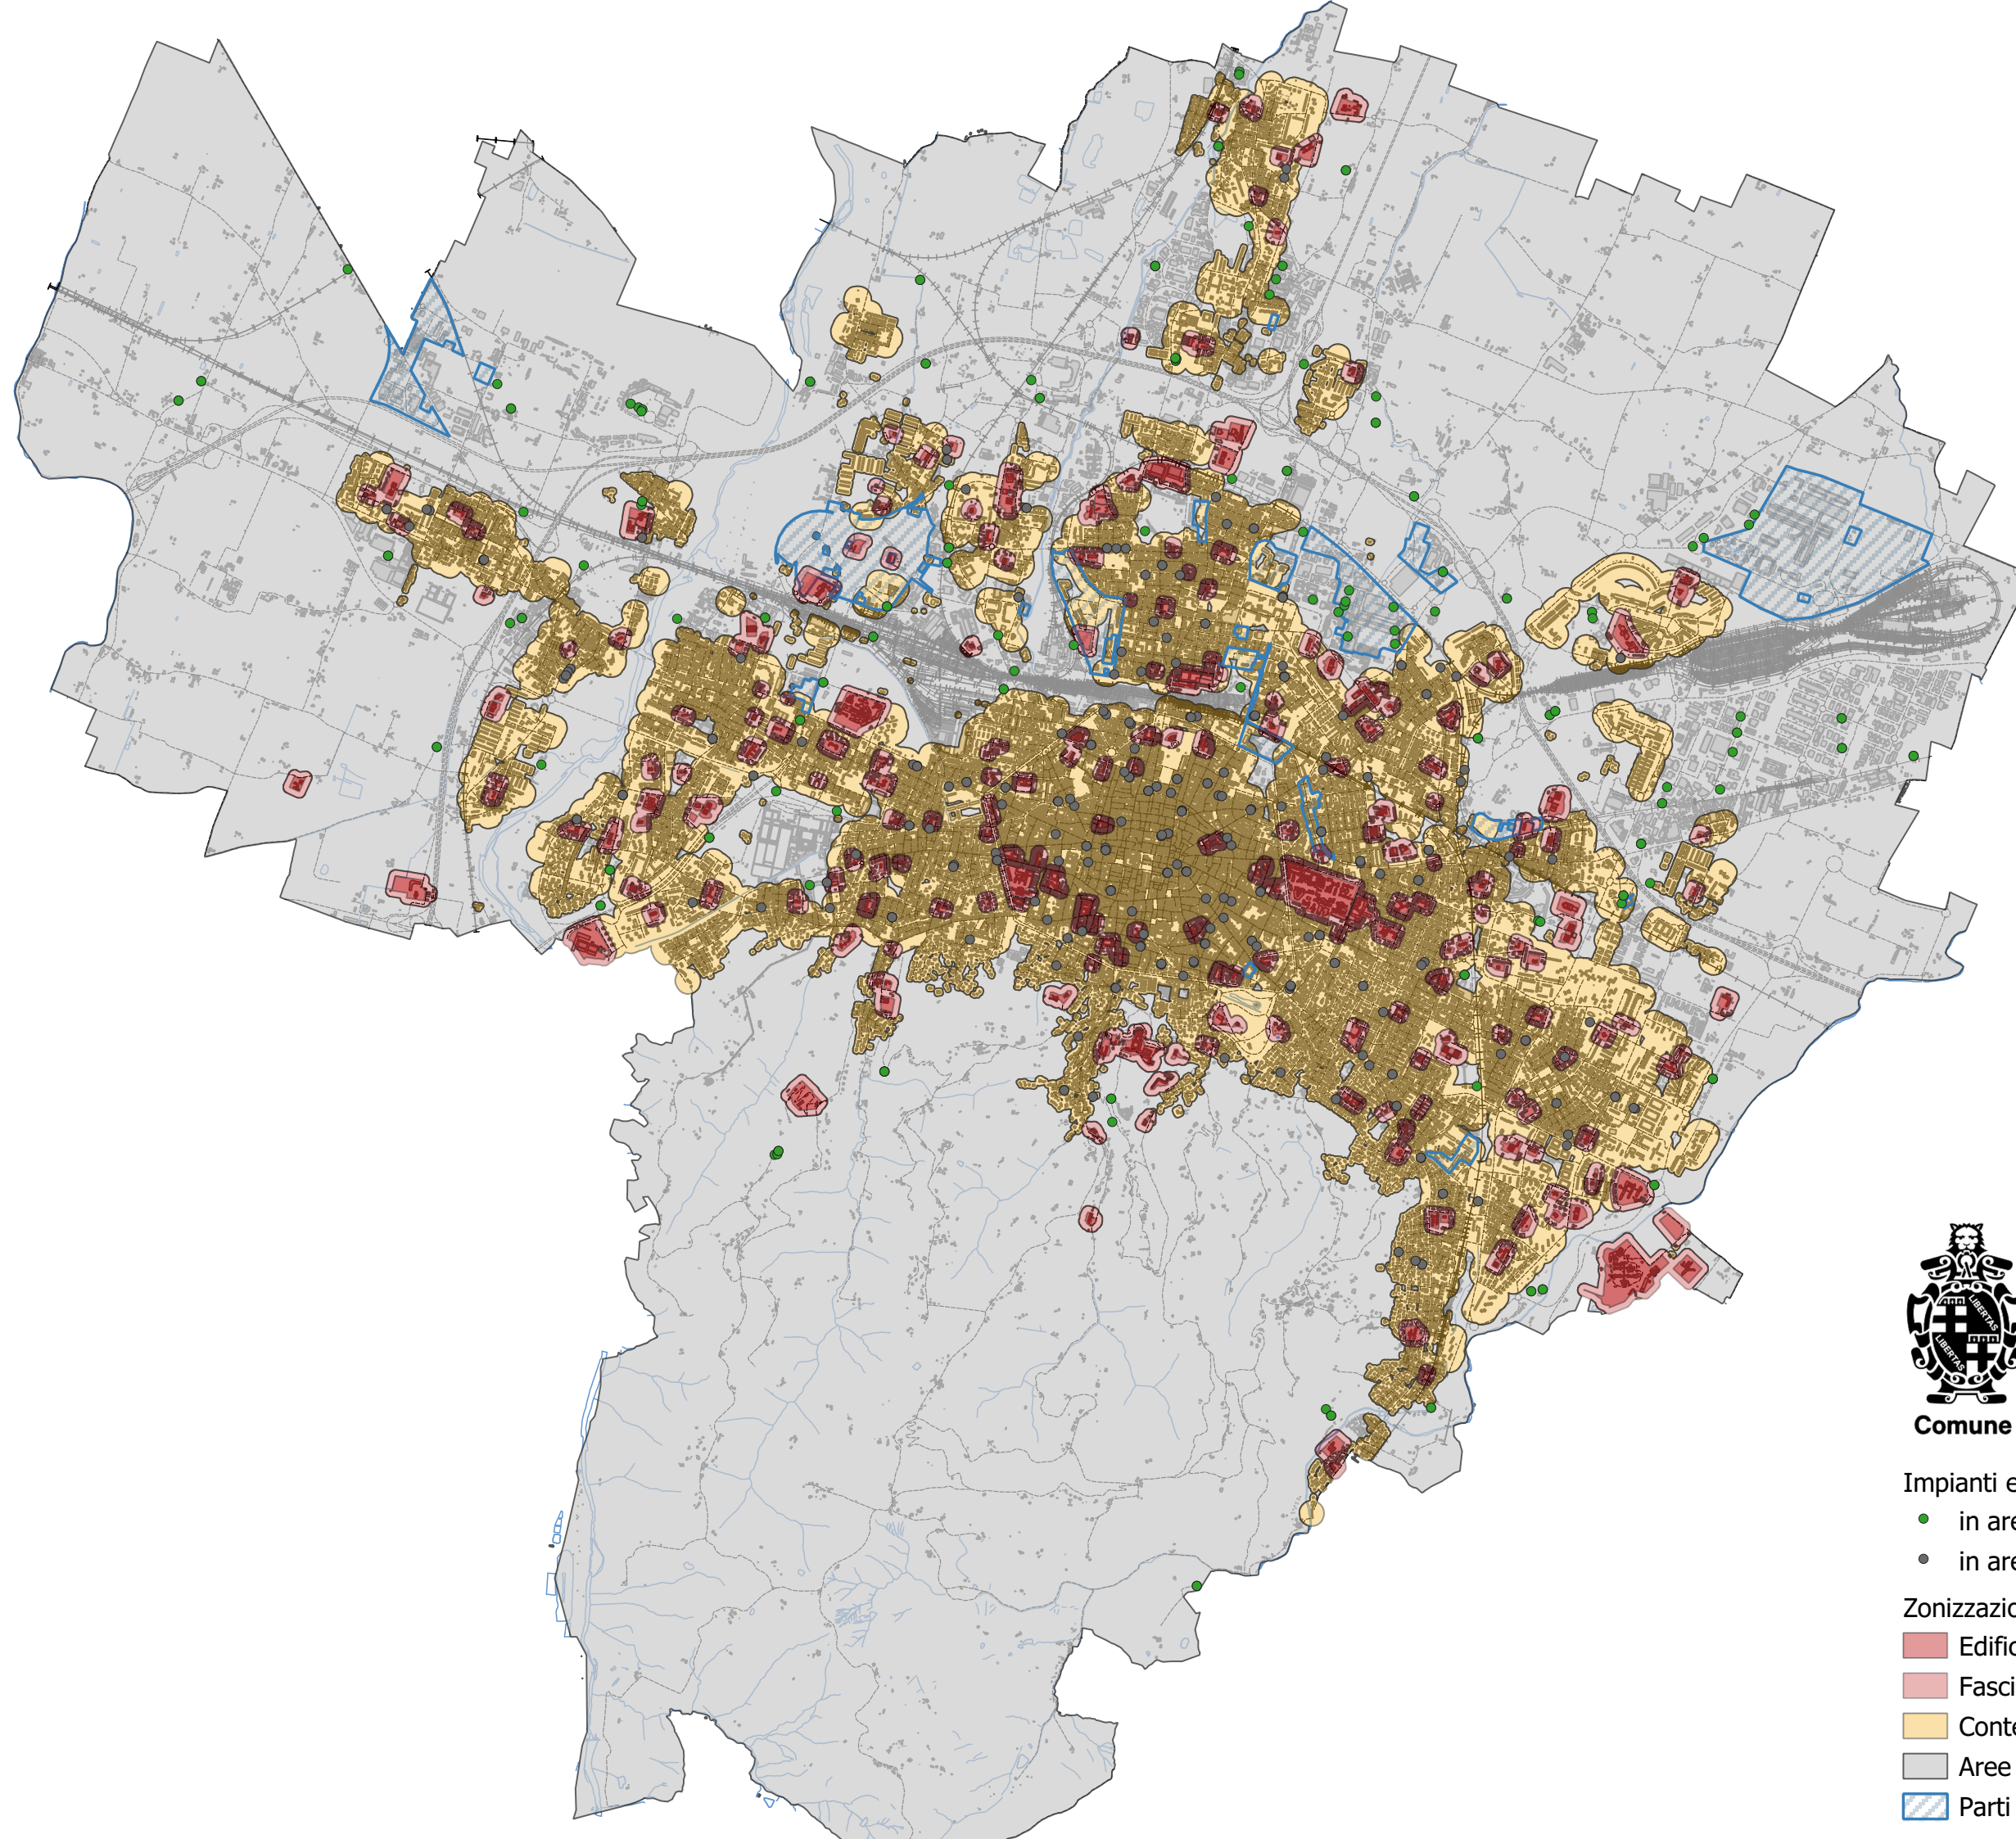 LIBERTAS
LIBERTAS
Comune
Impianti e
in are
in are
Zonizzazio
Edific
Fasci
Conte
Aree
Parti